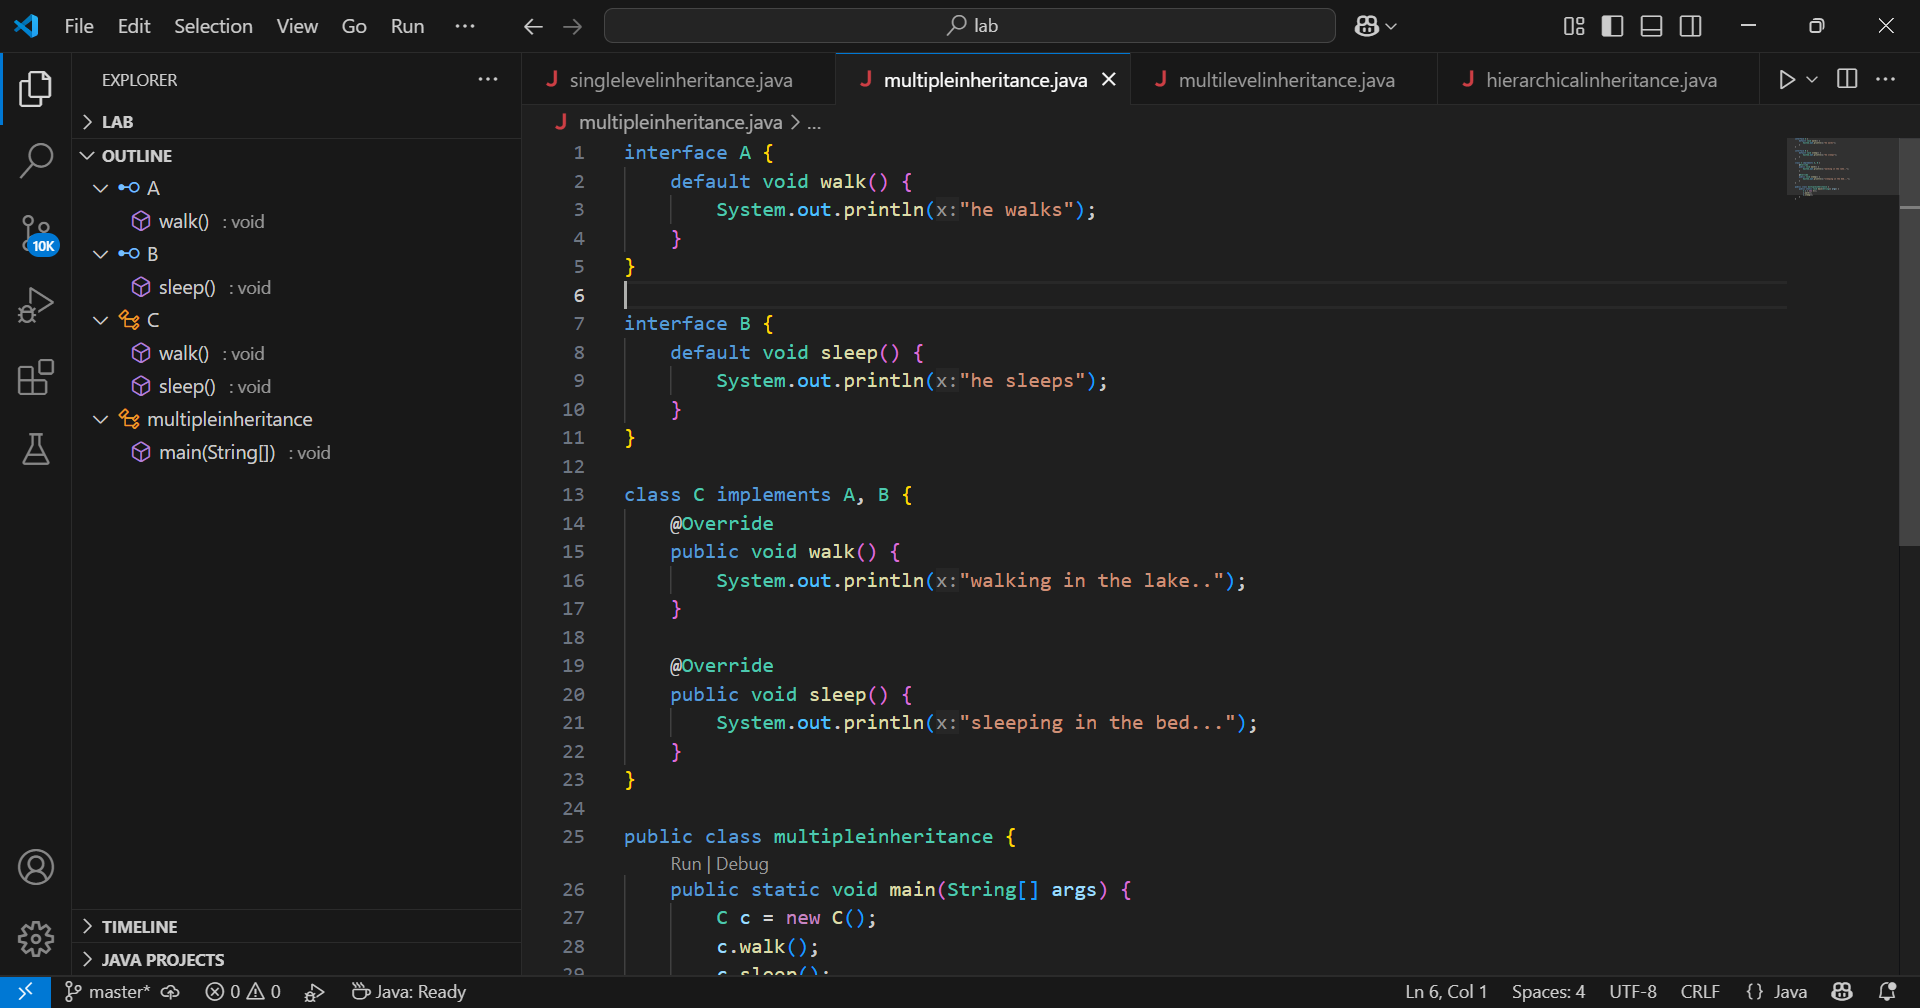 File Edit Selection View Go Run ··· lab
EXPLORER ···
LAB
OUTLINE
A
walk() : void
B
sleep() : void
C
walk() : void
sleep() : void
multipleinheritance
main(String[]) : void
TIMELINE
JAVA PROJECTS
10K
singlelevelinheritance.java multipleinheritance.java multilevelinheritance.java hierarchicalinheritance.java
multipleinheritance.java > ...
1 interface A {
2 default void walk() {
3 System.out.println(x:"he walks");
4 }
5 }
6
7 interface B {
8 default void sleep() {
9 System.out.println(x:"he sleeps");
10 }
11 }
12
13 class C implements A, B {
14 @Override
15 public void walk() {
16 System.out.println(x:"walking in the lake..");
17 }
18
19 @Override
20 public void sleep() {
21 System.out.println(x:"sleeping in the bed...");
22 }
23 }
24
25 public class multipleinheritance {
Run | Debug
26 public static void main(String[] args) {
27 C c = new C();
28 c.walk();
29 c.sleep();
master* 0 0 Java: Ready Ln 6, Col 1 Spaces: 4 UTF-8 CRLF {} Java